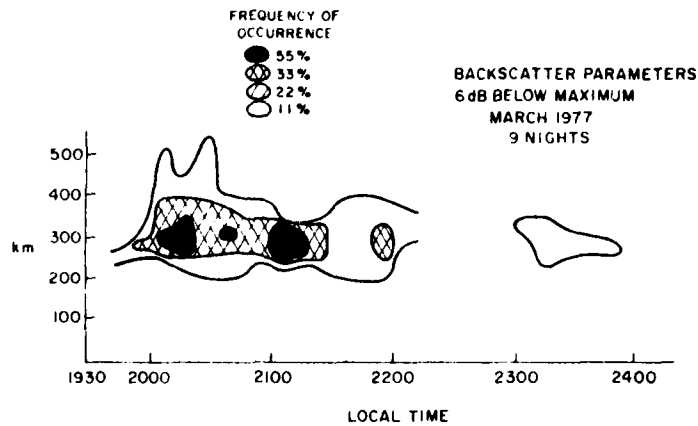 FREQUENCY OF
OCCURRENCE
55%
33%
22%
11%
BACKSCATTER PARAMETERS
6dB BELOW MAXIMUM
MARCH 1977
9 NIGHTS
500
400
km
300
200
100
1930 2000 2100 2200 2300 2400
LOCAL TIME